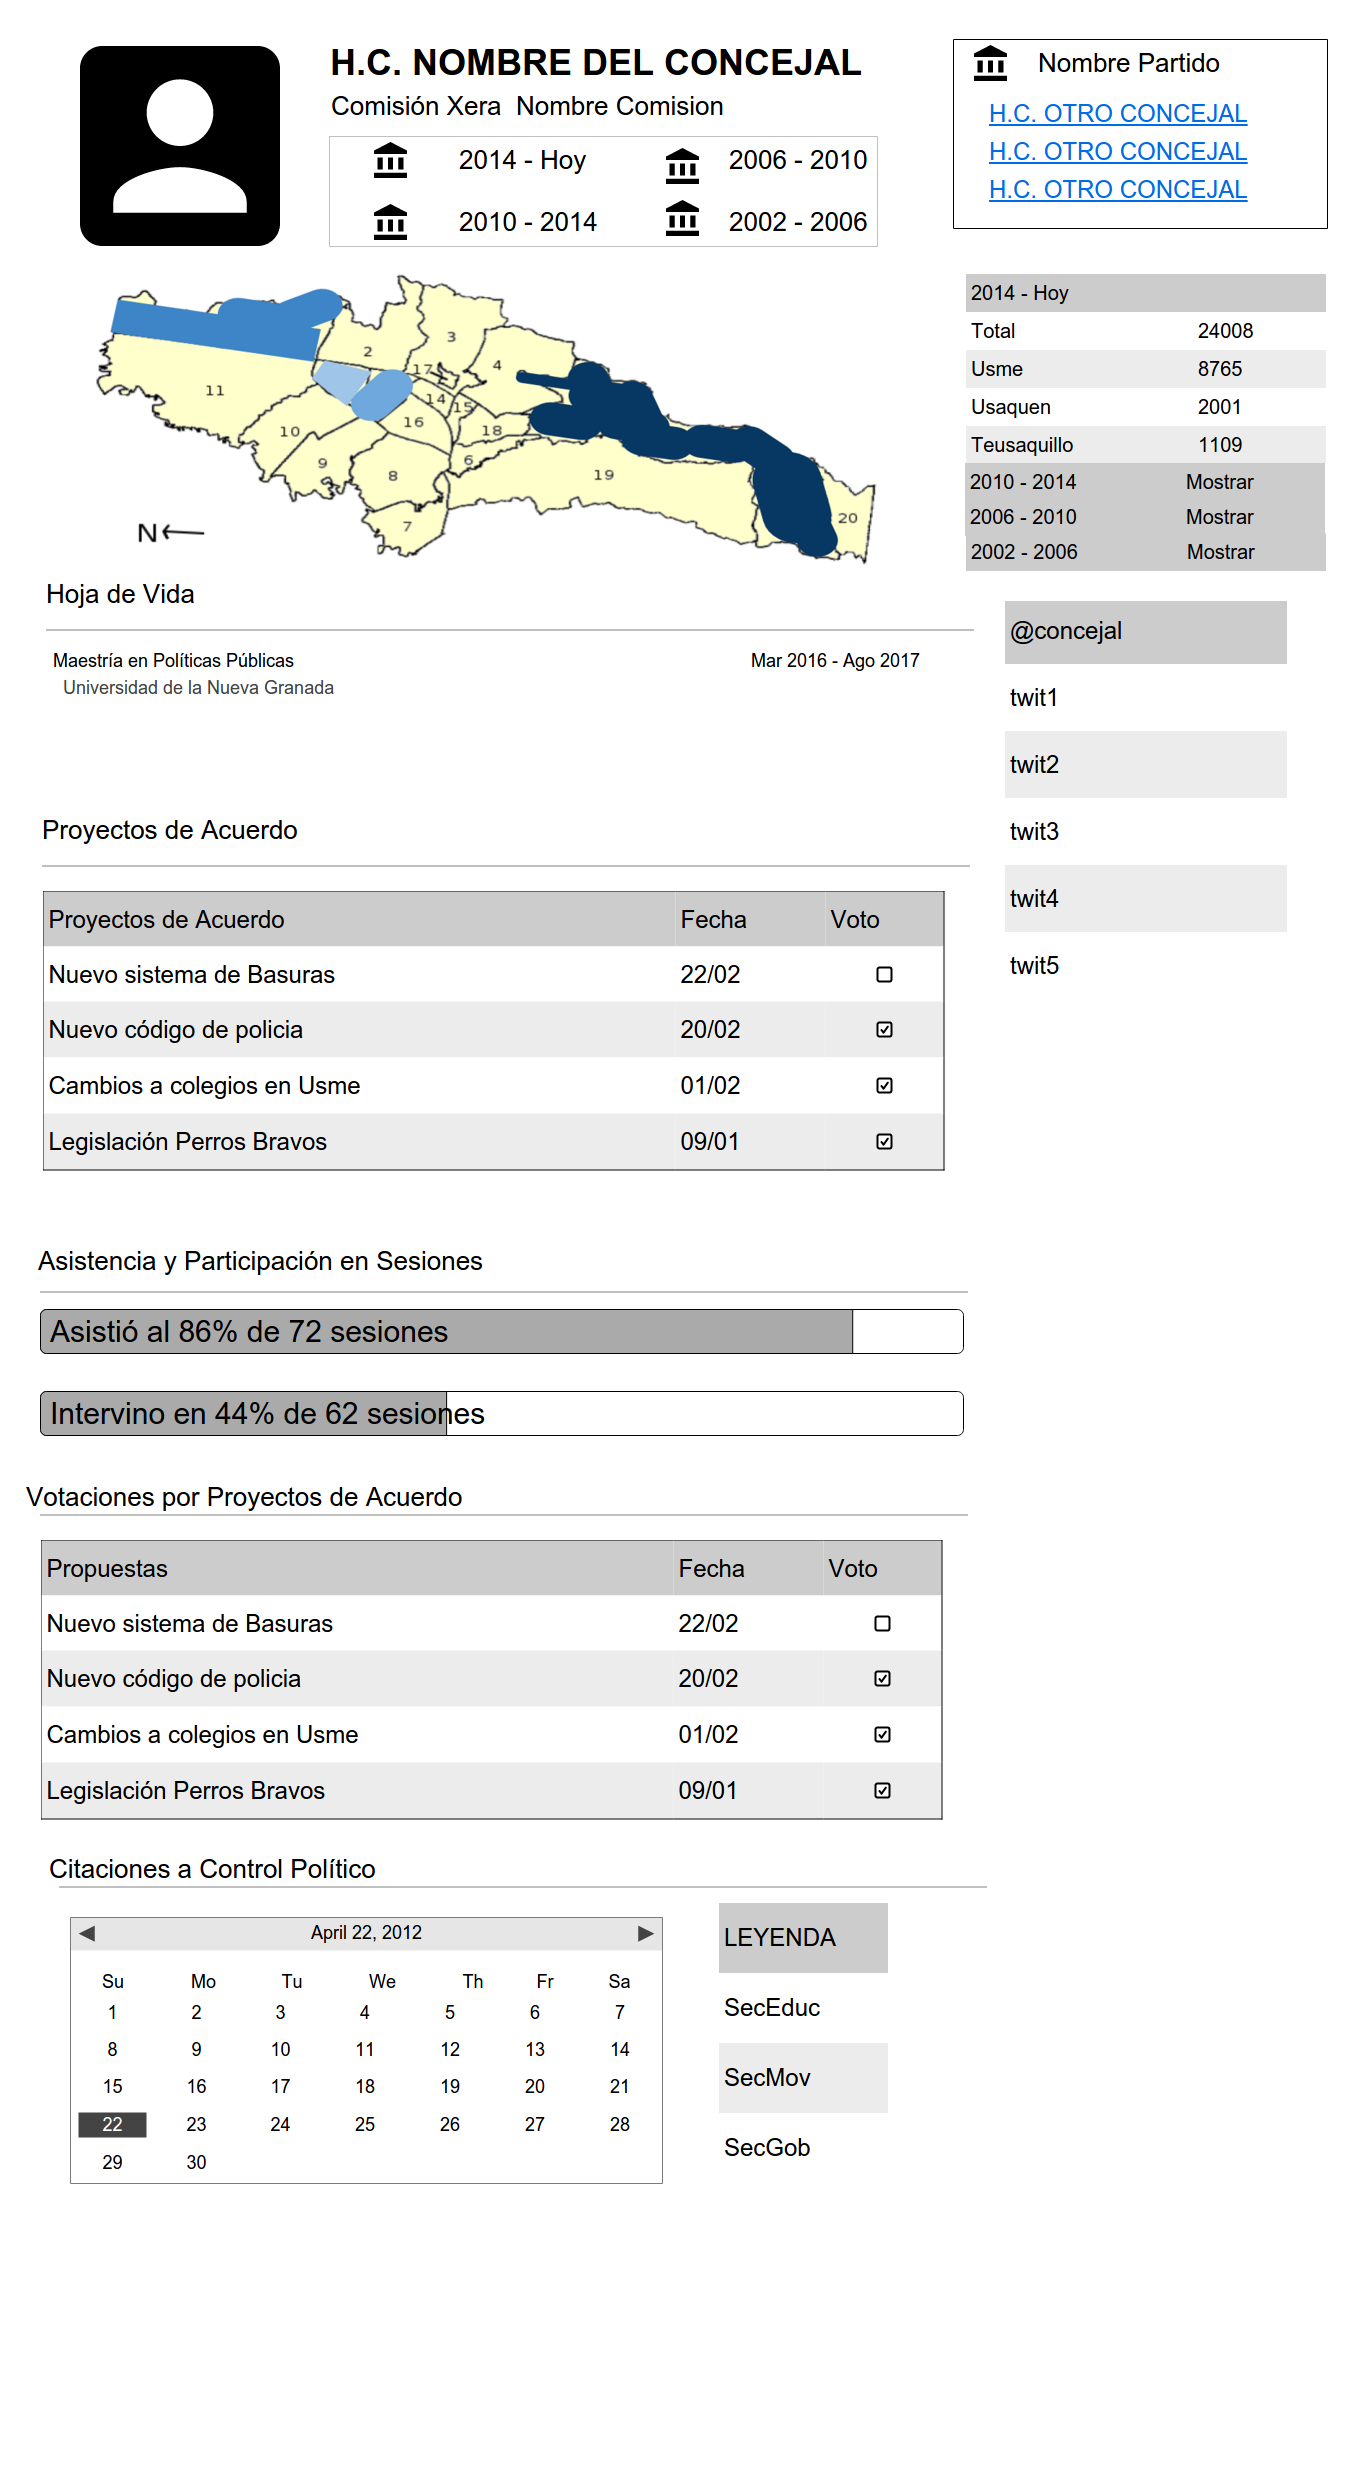 H.C. NOMBRE DEL CONCEJAL
Comisión Xera  Nombre Comision
2014 - Hoy
2006 - 2010
2010 - 2014
2002 - 2006
Nombre Partido
H.C. OTRO CONCEJAL
H.C. OTRO CONCEJAL
H.C. OTRO CONCEJAL
2
3
4
17
11
14
15
16
18
10
9
8
6
19
7
20
N
2014 - Hoy
Total 24008
Usme 8765
Usaquen 2001
Teusaquillo 1109
2010 - 2014 Mostrar
2006 - 2010 Mostrar
2002 - 2006 Mostrar
Hoja de Vida
Maestría en Políticas Públicas Mar 2016 - Ago 2017
Universidad de la Nueva Granada
@concejal
twit1
twit2
twit3
twit4
twit5
Proyectos de Acuerdo
Proyectos de Acuerdo Fecha Voto
Nuevo sistema de Basuras 22/02
Nuevo código de policia 20/02
Cambios a colegios en Usme 01/02
Legislación Perros Bravos 09/01
Asistencia y Participación en Sesiones
Asistió al 86% de 72 sesiones
Intervino en 44% de 62 sesiones
Votaciones por Proyectos de Acuerdo
Propuestas Fecha Voto
Nuevo sistema de Basuras 22/02
Nuevo código de policia 20/02
Cambios a colegios en Usme 01/02
Legislación Perros Bravos 09/01
Citaciones a Control Político
April 22, 2012
Su Mo Tu We Th Fr Sa
1 2 3 4 5 6 7
8 9 10 11 12 13 14
15 16 17 18 19 20 21
22 23 24 25 26 27 28
29 30
LEYENDA
SecEduc
SecMov
SecGob